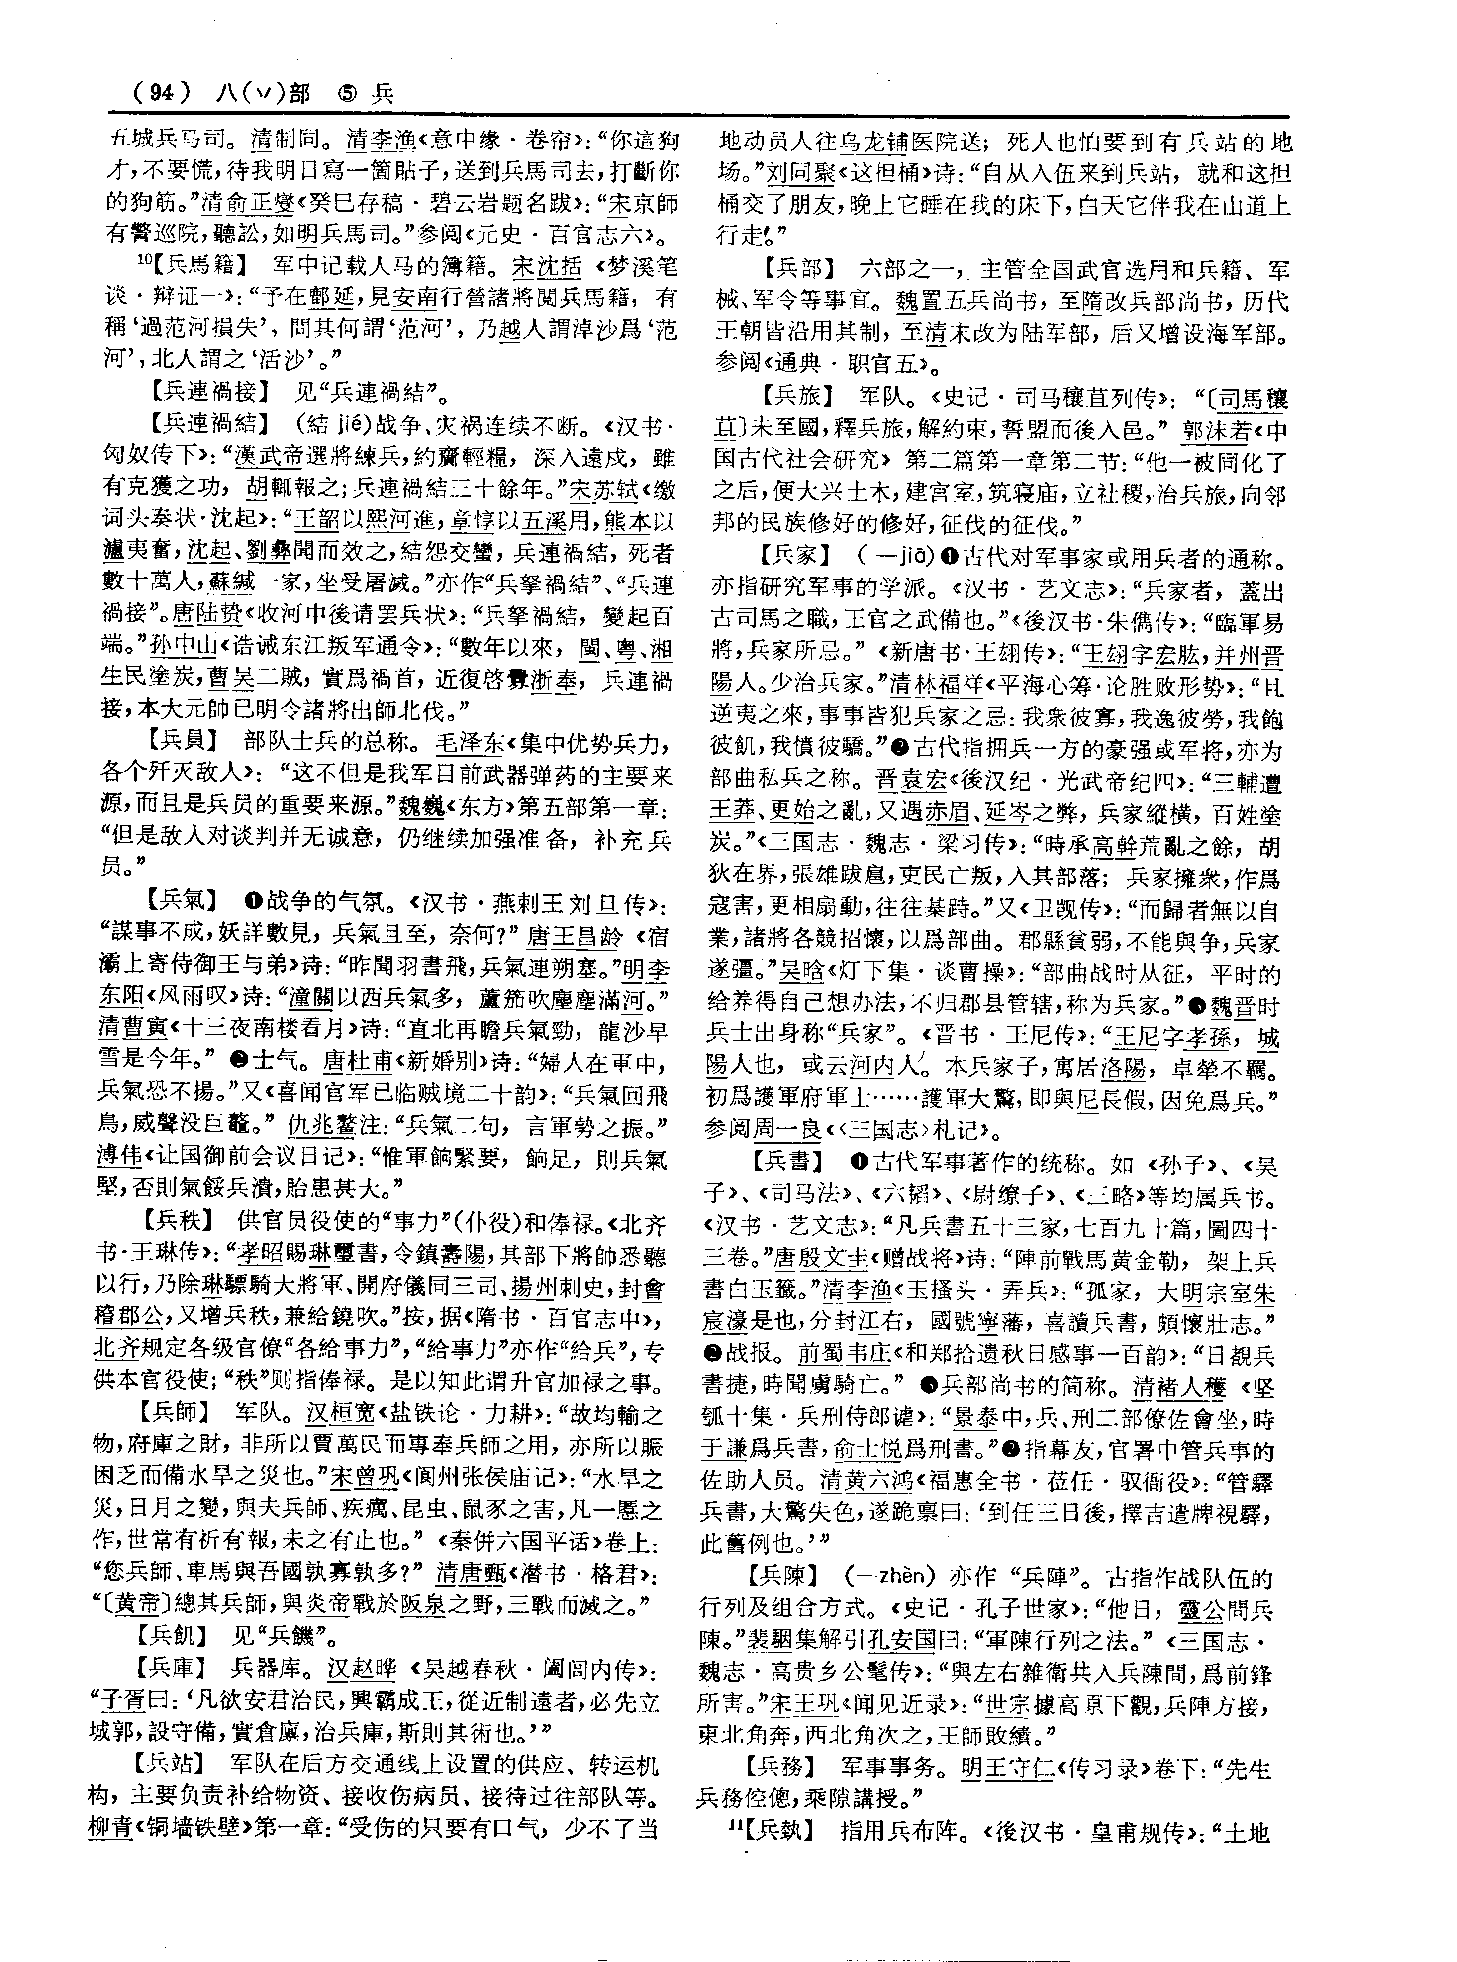 (94) 八(丷)部 ⑤ 兵
五城兵马司。清制同。清李渔《意中缘·卷帘》：“你這狗
才，不要慌，待我明日寫一箇貼子，送到兵馬司去，打斷你
的狗筋。”清俞正燮《癸巳存稿·碧云岩题名跋》：“宋京師
有警巡院，聽訟，如明兵馬司。”参阅《元史·百官志六》。
10【兵馬籍】 军中记载人马的簿籍。宋沈括《梦溪笔
谈·辩证一》：“予在鄜延，見安南行營諸將閲兵馬籍，有
稱‘過范河損失’，問其何謂‘范河’，乃越人謂淖沙爲‘范
河’，北人謂之‘活沙’。”
【兵連禍接】 见“兵連禍結”。
【兵連禍結】 (結 jié)战争、灾祸连续不断。《汉书·
匈奴传下》：“漢武帝選將練兵，約齎輕糧，深入遠戍，雖
有克獲之功，胡輒報之；兵連禍結三十餘年。”宋苏轼《缴
词头奏状·沈起》：“王韶以熙河進，章惇以五溪用，熊本以
瀘夷奮，沈起、劉彝聞而效之，結怨交蠻，兵連禍結，死者
數十萬人，蘇緘一家，坐受屠滅。”亦作“兵拏禍結”、“兵連
禍接”。唐陆贽《收河中後请罢兵状》：“兵拏禍結，變起百
端。”孙中山《诰诫东江叛军通令》：“數年以來，閩、粤、湘
生民塗炭，曹吴二賊，實爲禍首，近復啓釁浙奉，兵連禍
接，本大元帥已明令諸將出師北伐。”
【兵員】 部队士兵的总称。毛泽东《集中优势兵力，
各个歼灭敌人》：“这不但是我军目前武器弹药的主要来
源，而且是兵员的重要来源。”魏巍《东方》第五部第一章：
“但是敌人对谈判并无诚意，仍继续加强准备，补充兵
员。”
【兵氣】 ❶战争的气氛。《汉书·燕剌王刘旦传》：
“謀事不成，妖祥數見，兵氣且至，奈何？”唐王昌龄《宿
灞上寄侍御玙弟》诗：“昨聞羽書飛，兵氣連朔塞。”明李
东阳《风雨叹》诗：“潼關以西兵氣多，蘆笳吹塵塵滿河。”
清曹寅《十三夜南楼看月》诗：“直北再瞻兵氣勁，龍沙早
雪是今年。”❷士气。唐杜甫《新婚别》诗：“婦人在軍中，
兵氣恐不揚。”又《喜闻官军已临贼境二十韵》：“兵氣回飛
鳥，威聲没巨鼇。”仇兆鳌注：“兵氣二句，言軍勢之振。”
溥伟《让国御前会议日记》：“惟軍餉緊要，餉足，則兵氣
堅，否則氣餒兵潰，貽患甚大。”
【兵秩】 供官员役使的“事力”(仆役)和俸禄。《北齐
书·王琳传》：“孝昭賜琳璽書，令鎮壽陽，其部下將帥悉聽
以行，乃除琳驃騎大將軍、開府儀同三司、揚州刺史，封會
稽郡公，又增兵秩，兼給鐃吹。”按，据《隋书·百官志中》，
北齐规定各级官僚“各给事力”，“给事力”亦作“给兵”，专
供本官役使；“秩”则指俸禄。是以知此谓升官加禄之事。
【兵師】 军队。汉桓宽《盐铁论·力耕》：“故均輸之
物，府庫之財，非所以賈萬民而專奉兵師之用，亦所以賑
困乏而備水旱之災也。”宋曾巩《阆州张侯庙记》：“水旱之
災，日月之變，與夫兵師、疾癘、昆虫、鼠豕之害，凡一慝之
作，世常有祈有報，未之有止也。”《秦併六国平话》卷上：
“您兵師、車馬與吾國孰寡孰多？”清唐甄《潜书·格君》：
“〔黄帝〕總其兵師，與炎帝戰於阪泉之野，三戰而滅之。”
【兵飢】 见“兵饑”。
【兵庫】 兵器库。汉赵晔《吴越春秋·阖闾内传》：
“子胥曰：‘凡欲安君治民，興霸成王，從近制遠者，必先立
城郭，設守備，實倉廩，治兵庫，斯則其術也。’”
【兵站】 军队在后方交通线上设置的供应、转运机
构，主要负责补给物资、接收伤病员、接待过往部队等。
柳青《铜墙铁壁》第一章：“受伤的只要有口气，少不了当
地动员人往乌龙铺医院送；死人也怕要到有兵站的地
场。”刘同聚《这担桶》诗：“自从入伍来到兵站，就和这担
桶交了朋友，晚上它睡在我的床下，白天它伴我在山道上
行走！”
【兵部】 六部之一，主管全国武官选用和兵籍、军
械、军令等事宜。魏置五兵尚书，至隋改兵部尚书，历代
王朝皆沿用其制，至清末改为陆军部，后又增设海军部。
参阅《通典·职官五》。
【兵旅】 军队。《史记·司马穰苴列传》：“〔司馬穰
苴〕未至國，釋兵旅，解約束，誓盟而後入邑。”郭沫若《中
国古代社会研究》第二篇第一章第二节：“他一被同化了
之后，便大兴土木，建宫室，筑寝庙，立社稷，治兵旅，向邻
邦的民族修好的修好，征伐的征伐。”
【兵家】 (—jiā)❶古代对军事家或用兵者的通称。
亦指研究军事的学派。《汉书·艺文志》：“兵家者，蓋出
古司馬之職，王官之武備也。”《後汉书·朱儁传》：“臨軍易
將，兵家所忌。”《新唐书·王翃传》：“王翃字宏肱，并州晋
陽人。少治兵家。”清林福祥《平海心筹·论胜败形势》：“且
逆夷之來，事事皆犯兵家之忌：我衆彼寡，我逸彼勞，我飽
彼飢，我憤彼驕。”❷古代指拥兵一方的豪强或军将，亦为
部曲私兵之称。晋袁宏《後汉纪·光武帝纪四》：“三輔遭
王莽、更始之亂，又遇赤眉、延岑之弊，兵家縱橫，百姓塗
炭。”《三国志·魏志·梁习传》：“時承高幹荒亂之餘，胡
狄在界，張雄跋扈，吏民亡叛，入其部落；兵家擁衆，作爲
寇害，更相扇動，往往棊跱。”又《卫觊传》：“而歸者無以自
業，諸將各競招懷，以爲部曲。郡縣貧弱，不能與争，兵家
遂彊。”吴晗《灯下集·谈曹操》：“部曲战时从征，平时的
给养得自己想办法，不归郡县管辖，称为兵家。”❸魏晋时
兵士出身称“兵家”。《晋书·王尼传》：“王尼字孝孫，城
陽人也，或云河内人。本兵家子，寓居洛陽，卓犖不羈。
初爲護軍府軍士……護軍大驚，即與尼長假，因免爲兵。”
参阅周一良《〈三国志〉札记》。
【兵書】 ❶古代军事著作的统称。如《孙子》、《吴
子》、《司马法》、《六韬》、《尉缭子》、《三略》等均属兵书。
《汉书·艺文志》：“凡兵書五十三家，七百九十篇，圖四十
三卷。”唐殷文圭《赠战将》诗：“陣前戰馬黄金勒，架上兵
書白玉籤。”清李渔《玉搔头·弄兵》：“孤家，大明宗室朱
宸濠是也，分封江右，國號寧藩，喜讀兵書，頗懷壯志。”
❷战报。前蜀韦庄《和郑拾遗秋日感事一百韵》：“日覩兵
書捷，時聞虜騎亡。”❸兵部尚书的简称。清褚人穫《坚
瓠十集·兵刑侍郎谑》：“景泰中，兵、刑二部僚佐會坐，時
于謙爲兵書，俞士悦爲刑書。”❹指幕友，官署中管兵事的
佐助人员。清黄六鸿《福惠全书·莅任·驭衙役》：“管驛
兵書，大驚失色，遂跪禀曰：‘到任三日後，擇吉遣牌視驛，
此舊例也。’”
【兵陳】 (—zhèn) 亦作“兵陣”。古指作战队伍的
行列及组合方式。《史记·孔子世家》：“他日，靈公問兵
陳。”裴駰集解引孔安国曰：“軍陳行列之法。”《三国志·
魏志·高贵乡公髦传》：“與左右雜衛共入兵陳間，爲前鋒
所害。”宋王巩《闻见近录》：“世宗據高原下觀，兵陣方接，
東北角奔，西北角次之，王師敗績。”
【兵務】 军事事务。明王守仁《传习录》卷下：“先生
兵務倥傯，乘隙講授。”
11【兵埶】 指用兵布阵。《後汉书·皇甫规传》：“土地